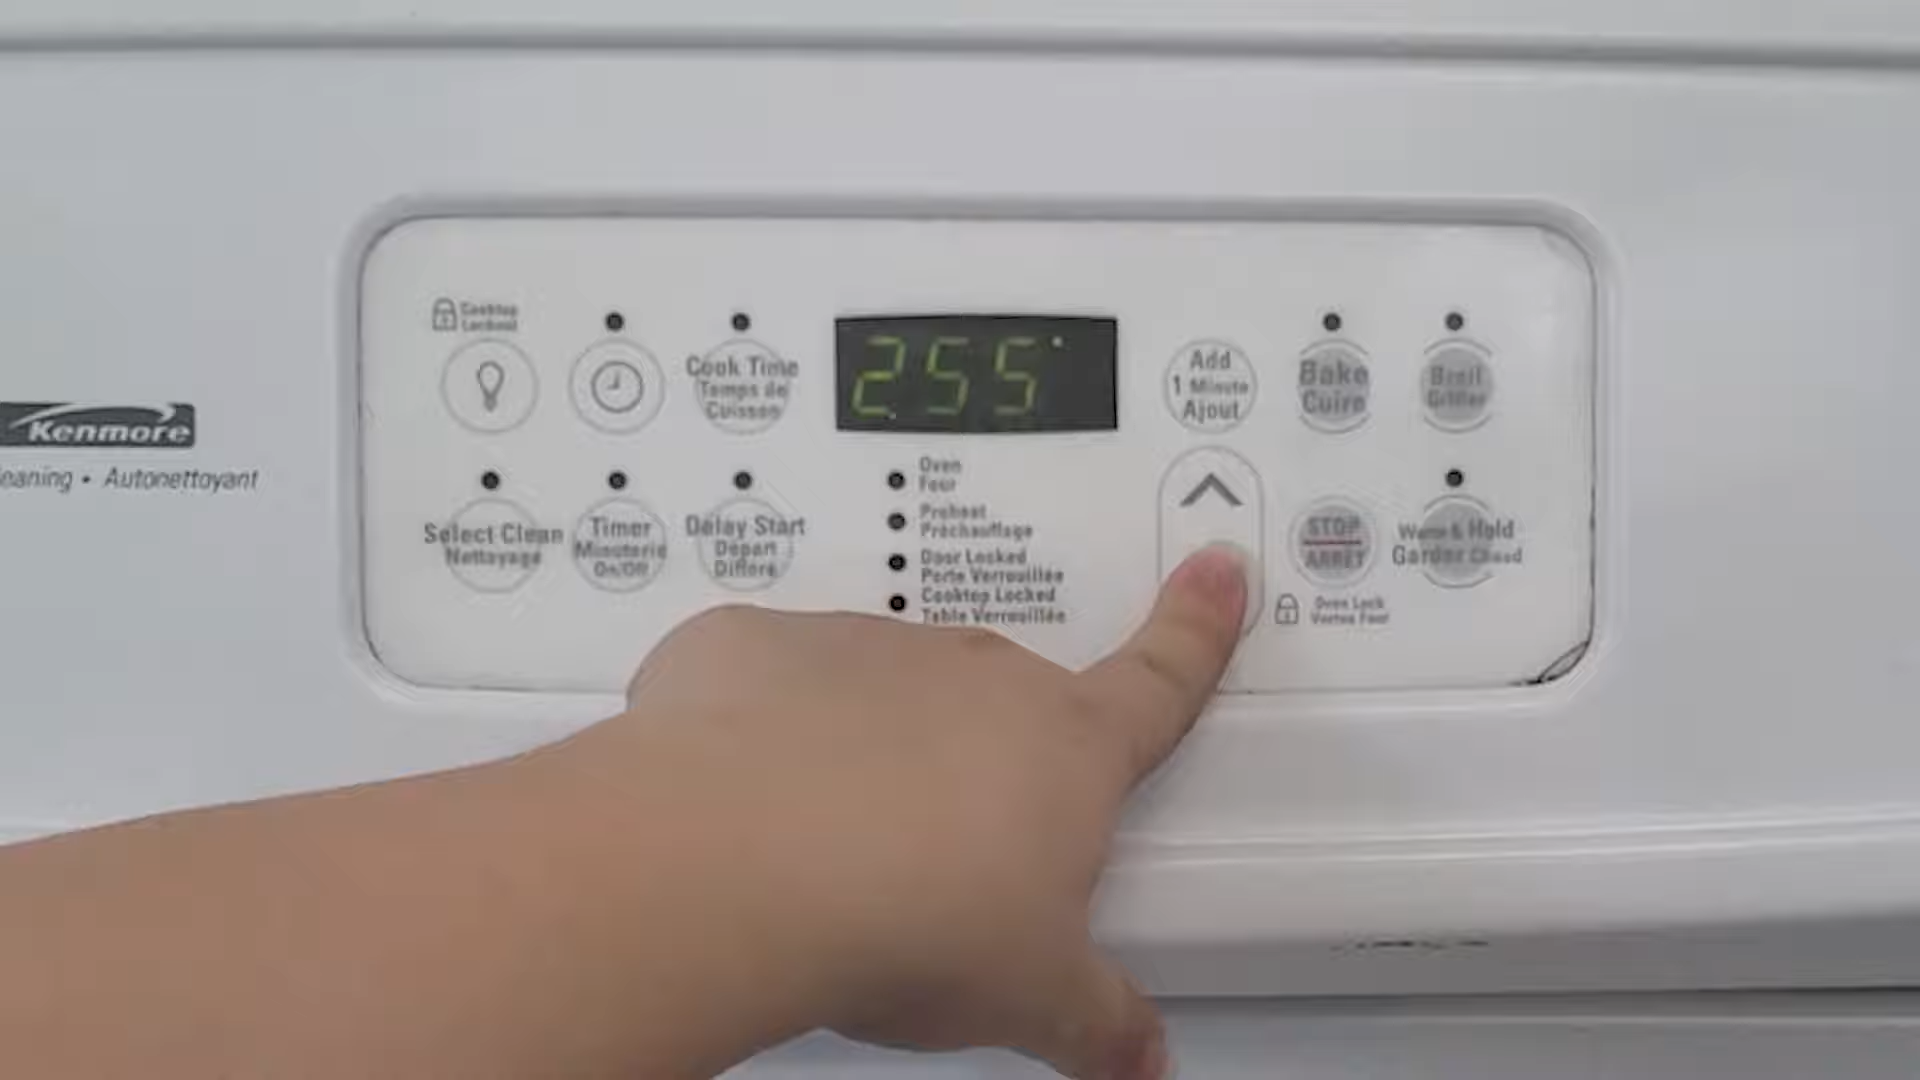 Cooktop
Lockout
Cook Time
Temps de
Cuisson
255°
Add
1 Minute
Ajout
Bake
Cuire
Broil
Griller
Kenmore
eaning • Autonettoyant
Select Clean
Nettoyage
Timer
Minuterie
On/Off
Delay Start
Départ
Différé
Oven
Four
Preheat
Préchauffage
Door Locked
Porte Verrouillée
Cooktop Locked
Table Verrouillée
STOP
ARRET
Warm & Hold
Garder Chaud
Oven Lock